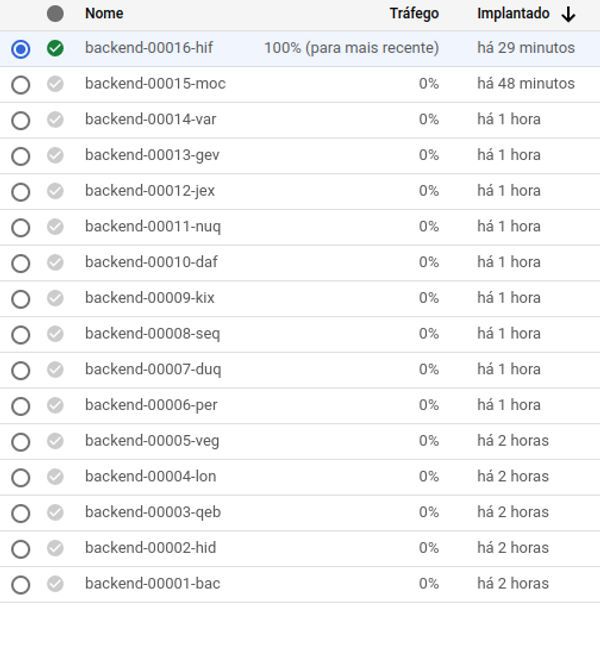 Nome Tráfego Implantado
backend-00016-hif 100% (para mais recente) há 29 minutos
backend-00015-moc 0% há 48 minutos
backend-00014-var 0% há 1 hora
backend-00013-gev 0% há 1 hora
backend-00012-jex 0% há 1 hora
backend-00011-nuq 0% há 1 hora
backend-00010-daf 0% há 1 hora
backend-00009-kix 0% há 1 hora
backend-00008-seq 0% há 1 hora
backend-00007-duq 0% há 1 hora
backend-00006-per 0% há 1 hora
backend-00005-veg 0% há 2 horas
backend-00004-lon 0% há 2 horas
backend-00003-qeb 0% há 2 horas
backend-00002-hid 0% há 2 horas
backend-00001-bac 0% há 2 horas